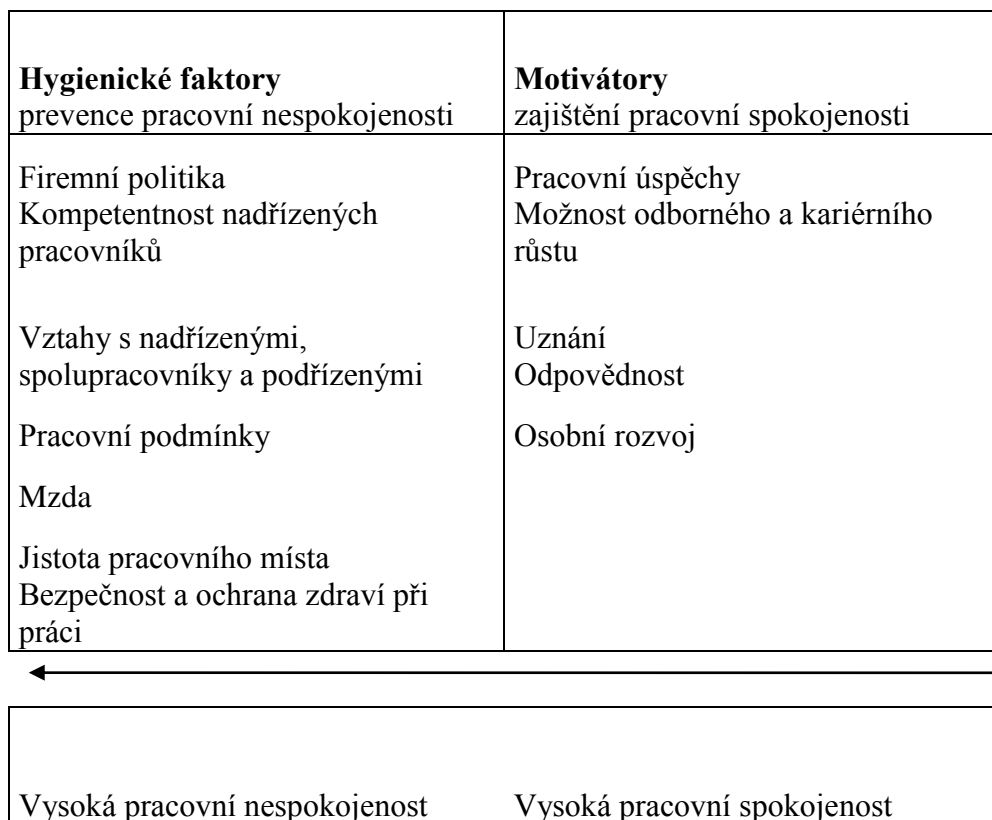 Hygienické faktory
prevence pracovní nespokojenosti
Motivátory
zajištění pracovní spokojenosti
Firemní politika
Kompetentnost nadřízených
pracovníků
Vztahy s nadřízenými,
spolupracovníky a podřízenými
Pracovní podmínky
Mzda
Jistota pracovního místa
Bezpečnost a ochrana zdraví při
práci
Pracovní úspěchy
Možnost odborného a kariérního
růstu
Uznání
Odpovědnost
Osobní rozvoj
Vysoká pracovní nespokojenost
Vysoká pracovní spokojenost